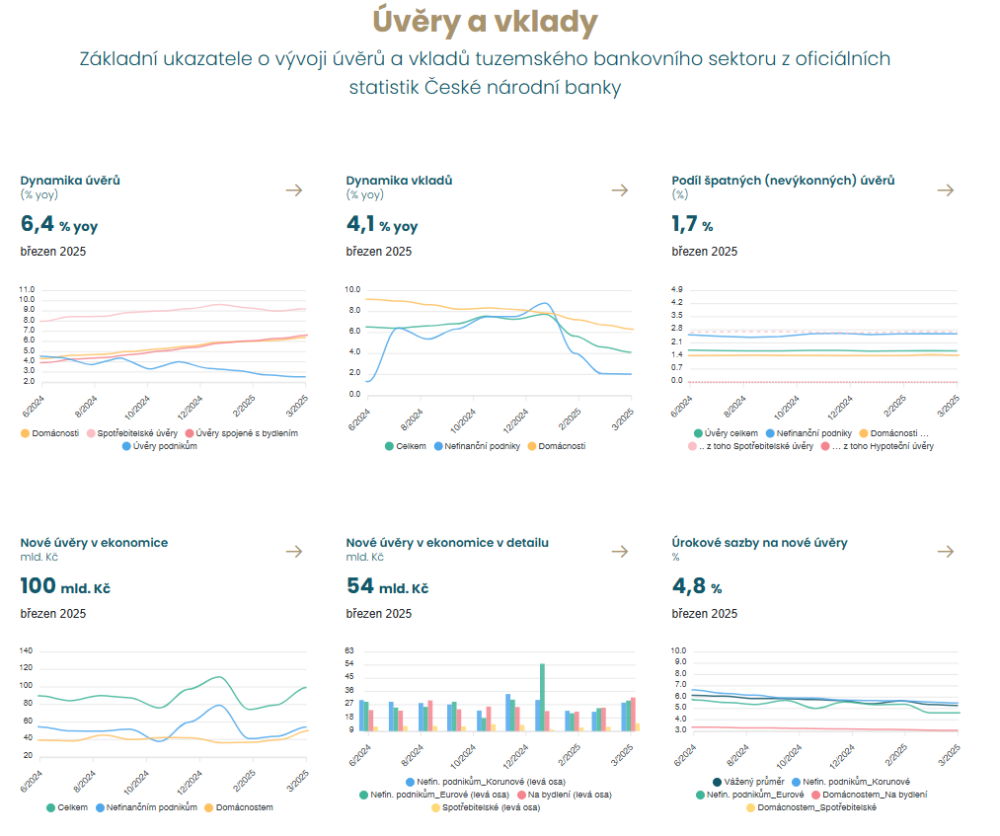 Úvěry a vklady
Základní ukazatele o vývoji úvěrů a vkladů tuzemského bankovního sektoru z oficiálních
statistik České národní banky
Dynamika úvěrů
(% yoy)
6,4 % yoy
březen 2025
11.0
10.0
9.0
8.0
7.0
6.0
5.0
4.0
3.0
2.0
6/2024
8/2024
10/2024
12/2024
2/2025
3/2025
Domácnosti
Spotřebitelské úvěry
Úvěry spojené s bydlením
Úvěry podnikům
Dynamika vkladů
(% yoy)
4,1 % yoy
březen 2025
10.0
8.0
6.0
4.0
2.0
0.0
6/2024
8/2024
10/2024
12/2024
2/2025
3/2025
Celkem
Nefinanční podniky
Domácnosti
Podíl špatných (nevýkonných) úvěrů
(%)
1,7 %
březen 2025
4.9
4.2
3.5
2.8
2.1
1.4
0.7
0.0
6/2024
8/2024
10/2024
12/2024
2/2025
3/2025
Úvěry celkem
Nefinanční podniky
Domácnosti ...
.. z toho Spotřebitelské úvěry
... z toho Hypoteční úvěry
Nové úvěry v ekonomice
mld. Kč
100 mld. Kč
březen 2025
140
120
100
80
60
40
20
6/2024
8/2024
10/2024
12/2024
2/2025
3/2025
Celkem
Nefinančním podnikům
Domácnostem
Nové úvěry v ekonomice v detailu
mld. Kč
54 mld. Kč
březen 2025
63
54
45
36
27
18
9
6/2024
8/2024
10/2024
12/2024
2/2025
3/2025
Nefin. podnikům_Korunové (levá osa)
Nefin. podnikům_Eurové (levá osa)
Na bydlení (levá osa)
Spotřebitelské (levá osa)
Úrokové sazby na nové úvěry
%
4,8 %
březen 2025
10.0
9.0
8.0
7.0
6.0
5.0
4.0
3.0
6/2024
8/2024
10/2024
12/2024
2/2025
3/2025
Vážený průměr
Nefin. podnikům_Korunové
Nefin. podnikům_Eurové
Domácnostem_Na bydlení
Domácnostem_Spotřebitelské